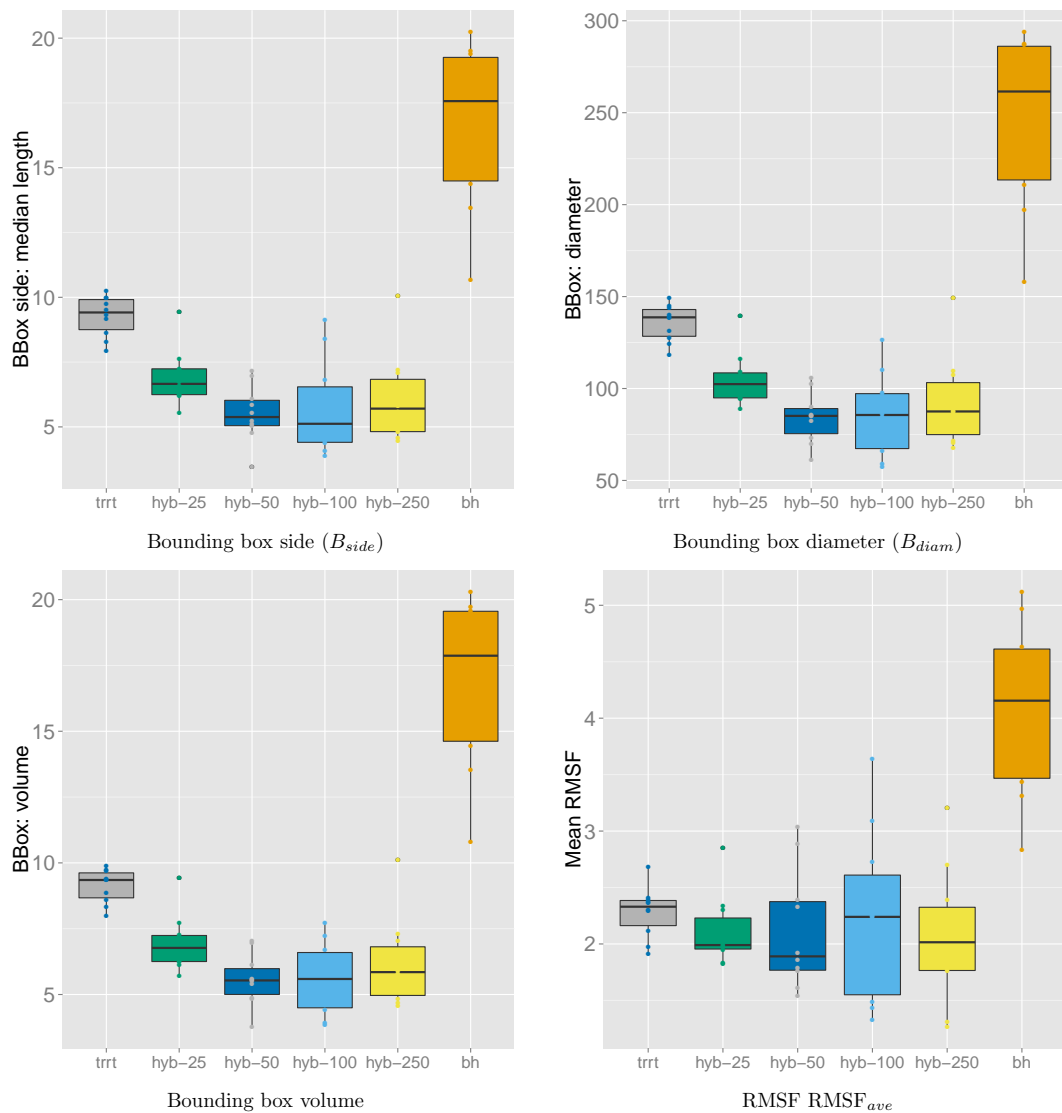 BBox side: median length
20
15
10
5
trrt hyb−25 hyb−50 hyb−100 hyb−250 bh
Bounding box side (B_side)
BBox: diameter
300
250
200
150
100
50
trrt hyb−25 hyb−50 hyb−100 hyb−250 bh
Bounding box diameter (B_diam)
BBox: volume
20
15
10
5
trrt hyb−25 hyb−50 hyb−100 hyb−250 bh
Bounding box volume
Mean RMSF
5
4
3
2
trrt hyb−25 hyb−50 hyb−100 hyb−250 bh
RMSF RMSF_ave